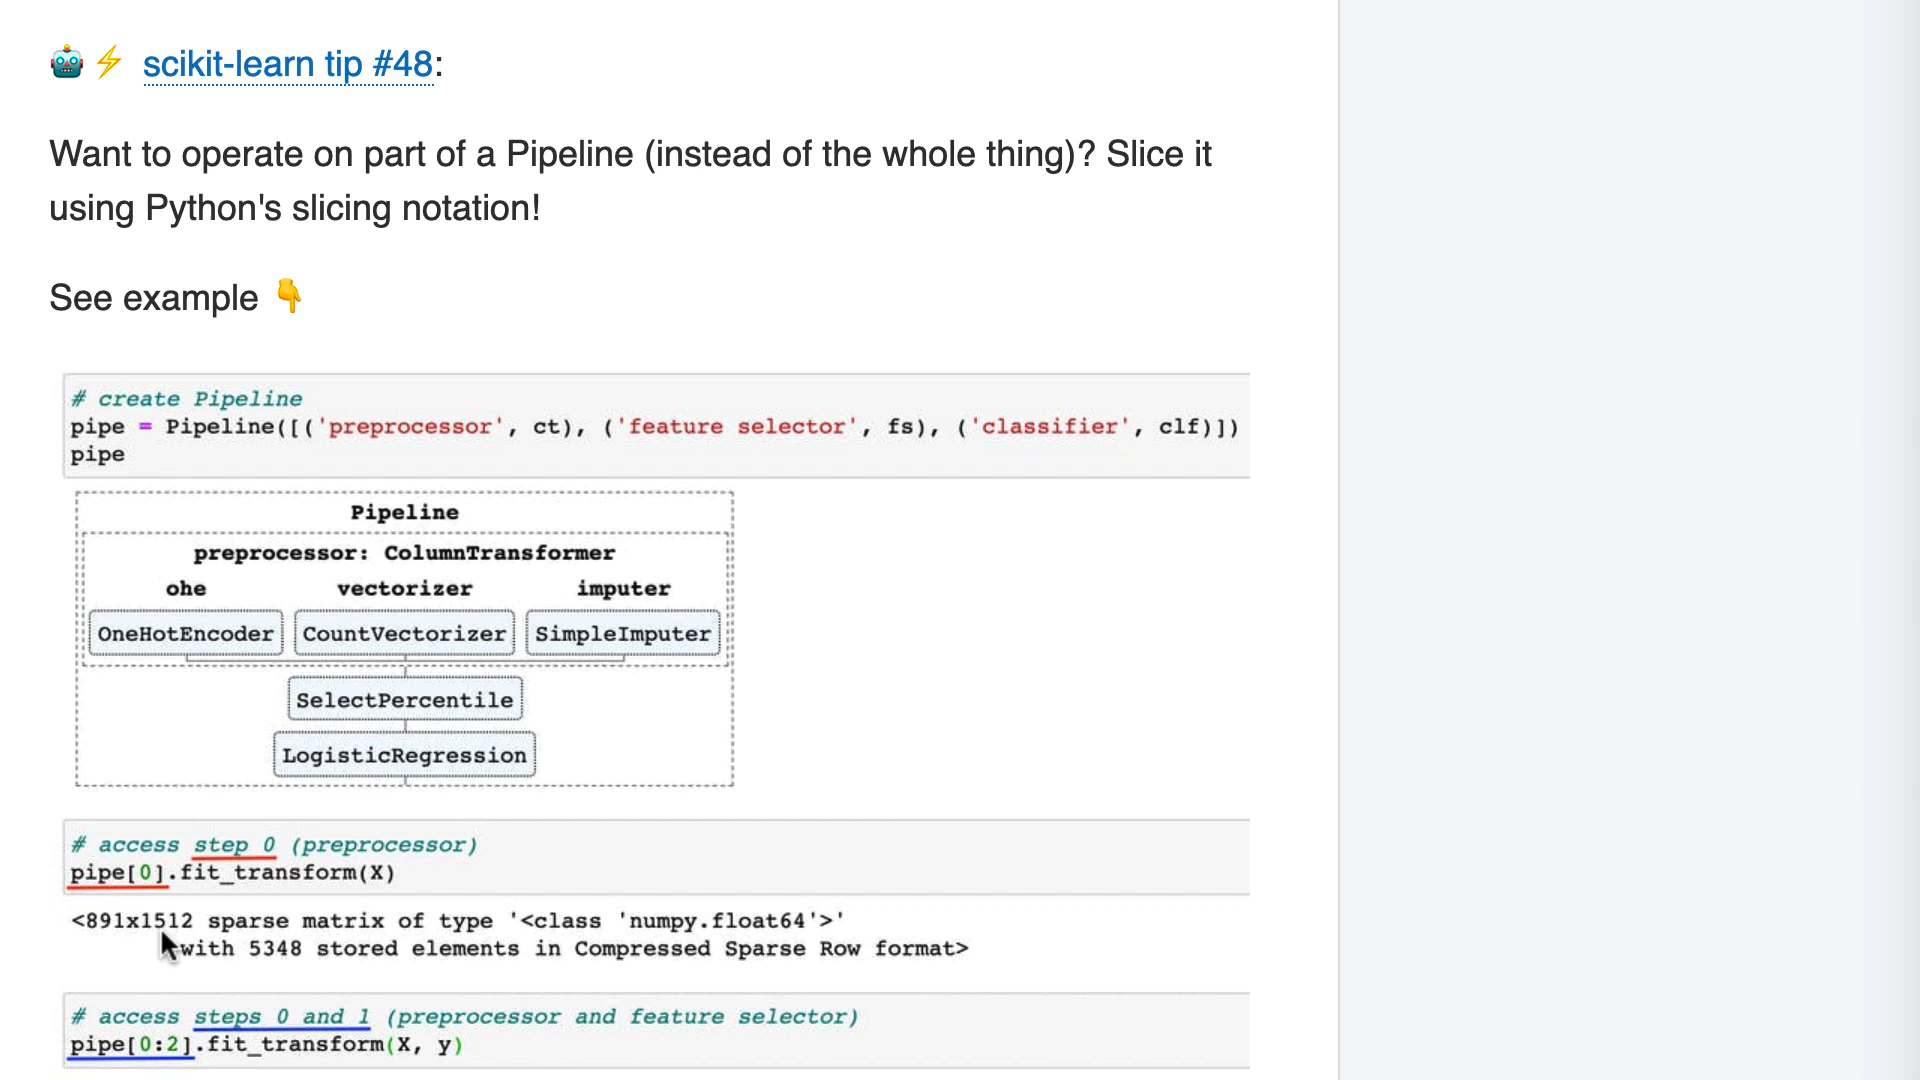 scikit-learn tip #48:
Want to operate on part of a Pipeline (instead of the whole thing)? Slice it
using Python's slicing notation!
See example
# create Pipeline
pipe = Pipeline([('preprocessor', ct), ('feature selector', fs), ('classifier', clf)])
pipe
Pipeline
preprocessor: ColumnTransformer
ohe vectorizer imputer
OneHotEncoder CountVectorizer SimpleImputer
SelectPercentile
LogisticRegression
# access step 0 (preprocessor)
pipe[0].fit_transform(X)
<891x1512 sparse matrix of type '<class 'numpy.float64'>'
with 5348 stored elements in Compressed Sparse Row format>
# access steps 0 and 1 (preprocessor and feature selector)
pipe[0:2].fit_transform(X, y)